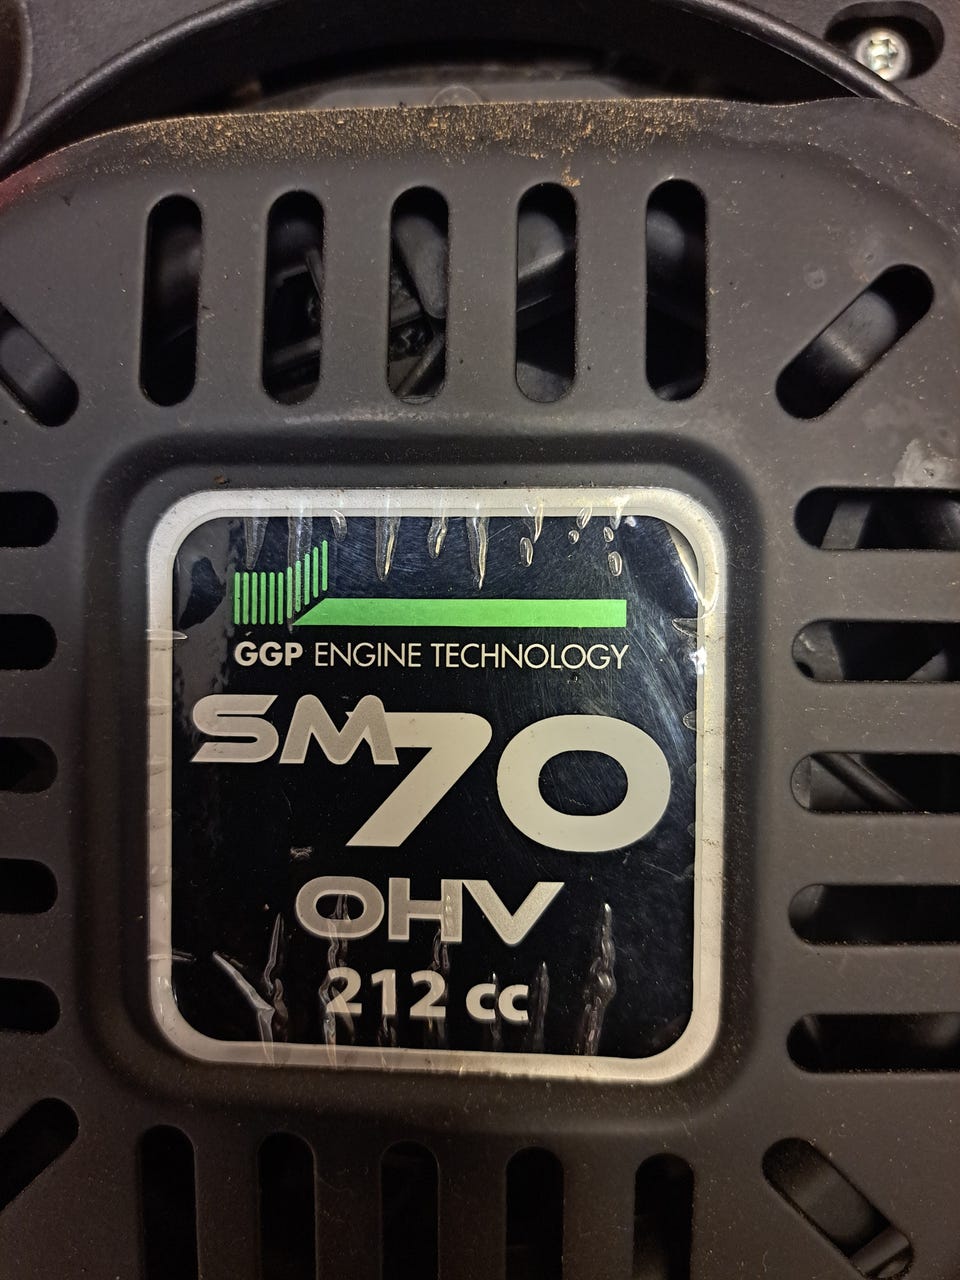 GGP ENGINE TECHNOLOGY
SM70
OHV
212 cc